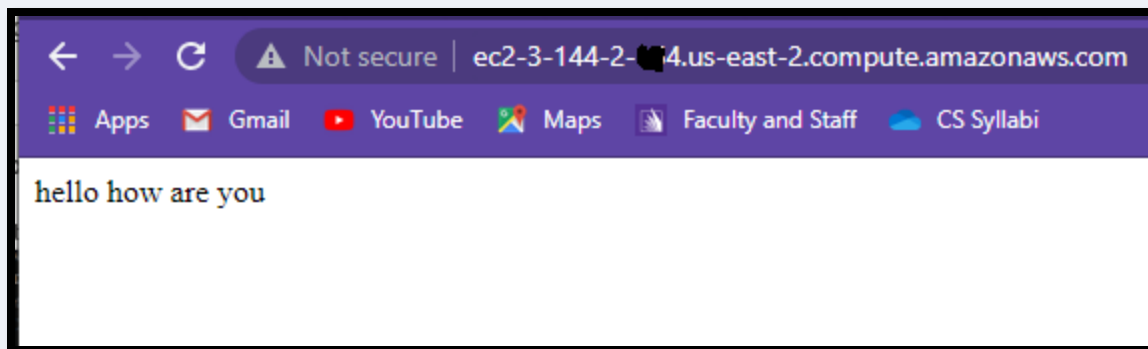 Not secure ec2-3-144-2-4.us-east-2.compute.amazonaws.com
Apps Gmail YouTube Maps Faculty and Staff CS Syllabi
hello how are you